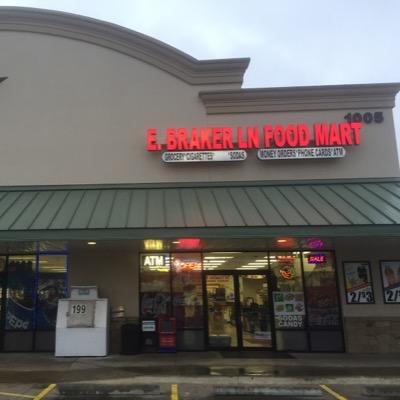 1005
E. BRAKER LN FOOD MART
GROCERY*CIGARETTES* *SODAS MONEY ORDERS*PHONE CARDS*ATM
ATM
SALE
199
2/$3
2/$
SODAS
CANDY